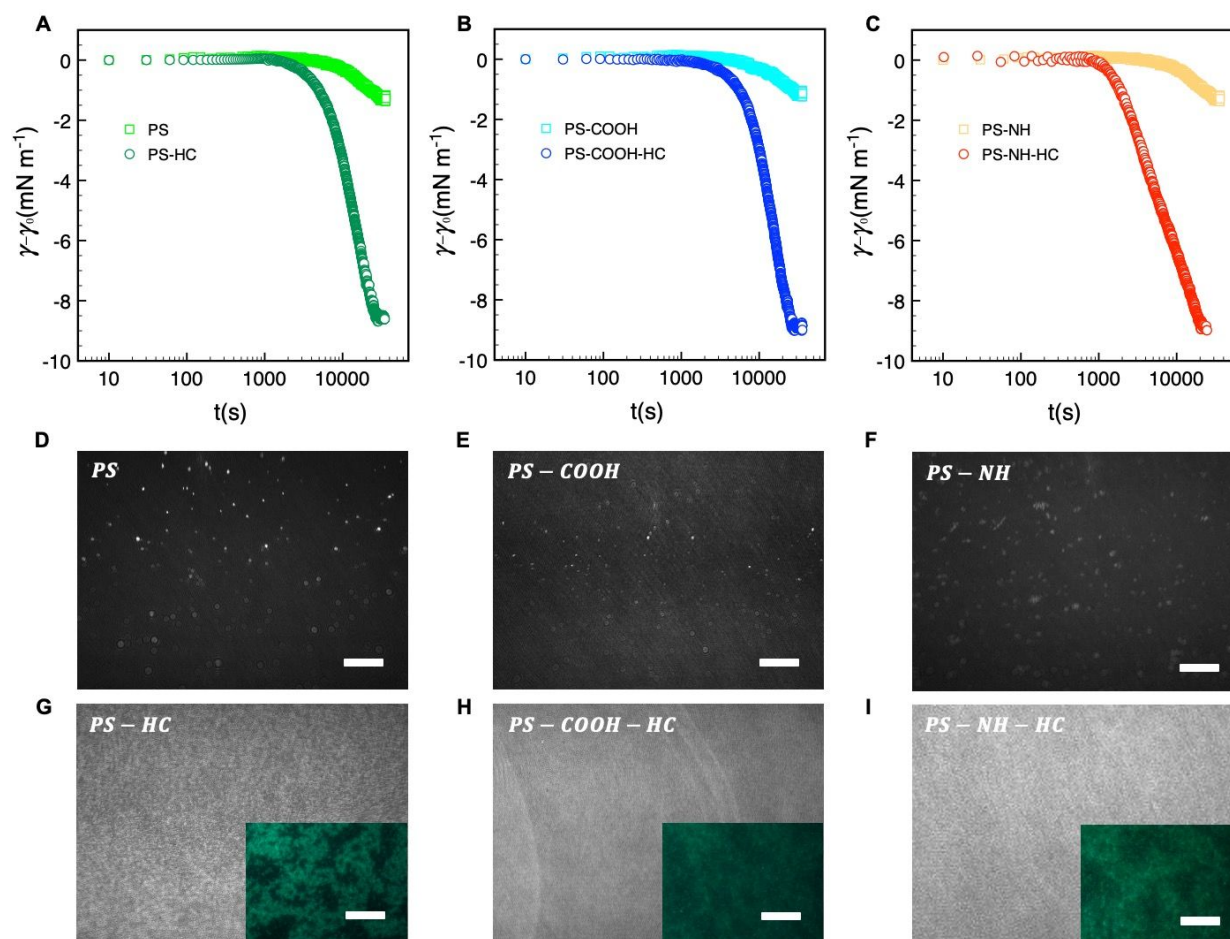 A
B
C
0
-2
-4
-6
-8
-10
γ-γ₀(mN m⁻¹)
PS
PS-HC
10 100 1000 10000
t(s)
0
-2
-4
-6
-8
-10
γ-γ₀(mN m⁻¹)
PS-COOH
PS-COOH-HC
10 100 1000 10000
t(s)
0
-2
-4
-6
-8
-10
γ-γ₀(mN m⁻¹)
PS-NH
PS-NH-HC
10 100 1000 10000
t(s)
D
PS
E
PS − COOH
F
PS − NH
G
PS − HC
H
PS − COOH − HC
I
PS − NH − HC